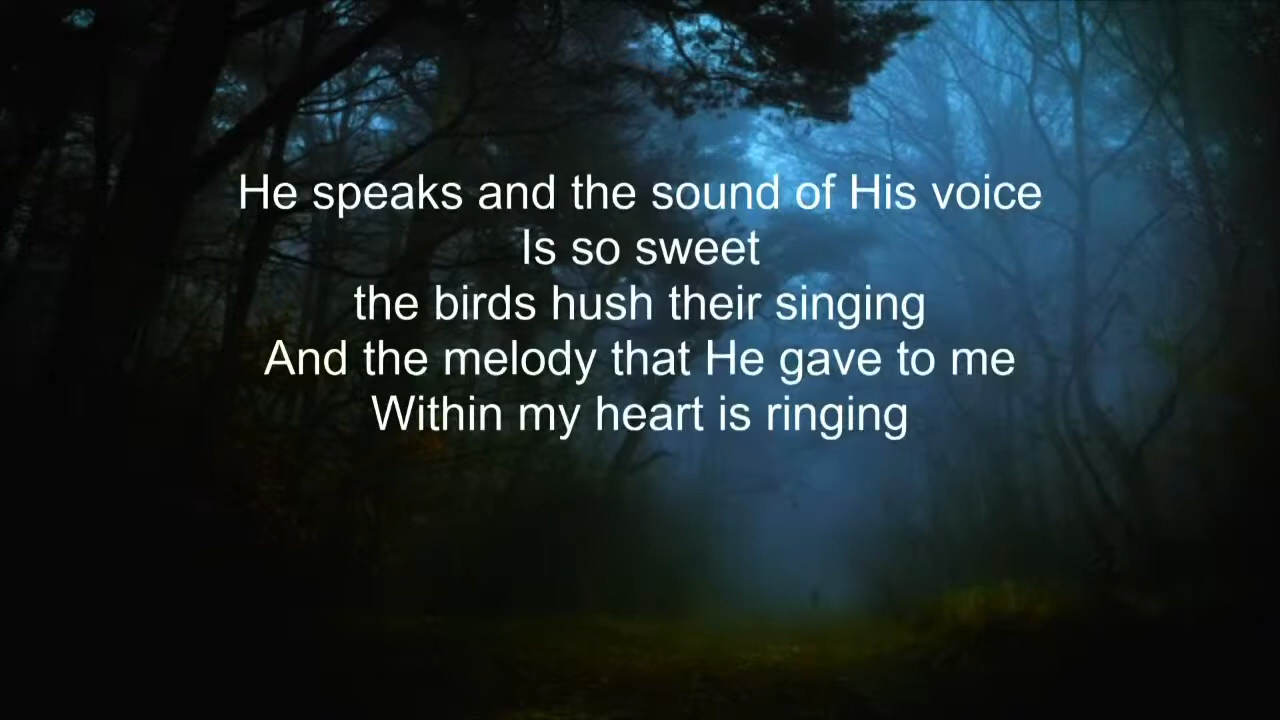 He speaks and the sound of His voice
Is so sweet
the birds hush their singing
And the melody that He gave to me
Within my heart is ringing